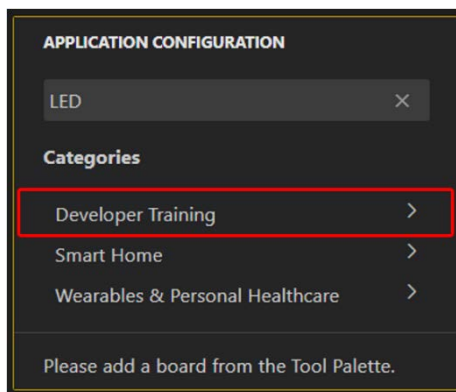 APPLICATION CONFIGURATION
LED
Categories
Developer Training
Smart Home
Wearables & Personal Healthcare
Please add a board from the Tool Palette.